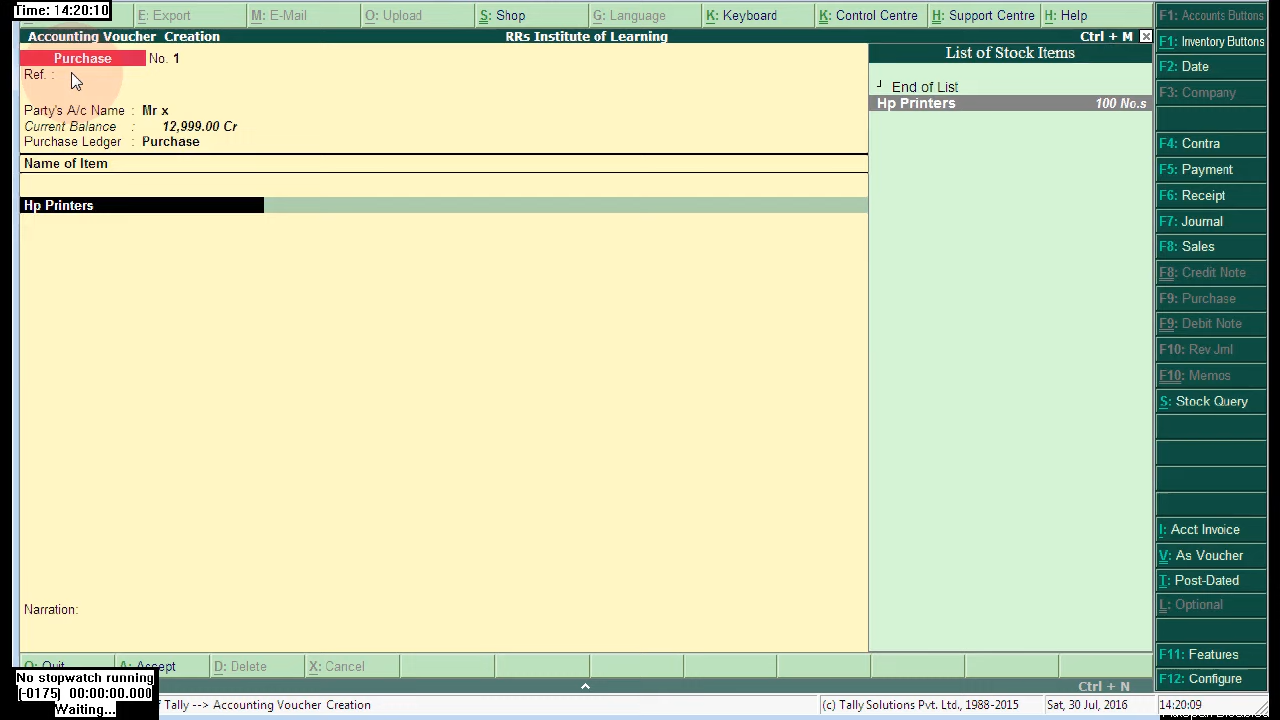 Time: 14:20:10
E: Export
M: E-Mail
O: Upload
S: Shop
G: Language
K: Keyboard
K: Control Centre
H: Support Centre
H: Help
Accounting Voucher Creation
RRs Institute of Learning
Ctrl + M
Purchase
No. 1
Ref. :
Party's A/c Name : Mr x
Current Balance : 12,999.00 Cr
Purchase Ledger : Purchase
Name of Item
Hp Printers
Narration:
List of Stock Items
End of List
Hp Printers 100 No.s
F1: Accounts Buttons
F1: Inventory Buttons
F2: Date
F3: Company
F4: Contra
F5: Payment
F6: Receipt
F7: Journal
F8: Sales
F8: Credit Note
F9: Purchase
F9: Debit Note
F10: Rev Jrnl
F10: Memos
S: Stock Query
I: Acct Invoice
V: As Voucher
T: Post-Dated
L: Optional
F11: Features
F12: Configure
Q: Quit
A: Accept
D: Delete
X: Cancel
Ctrl + N
No stopwatch running
[-0175] 00:00:00.000
Waiting...
Tally --> Accounting Voucher Creation
(c) Tally Solutions Pvt. Ltd., 1988-2015
Sat, 30 Jul, 2016
14:20:09